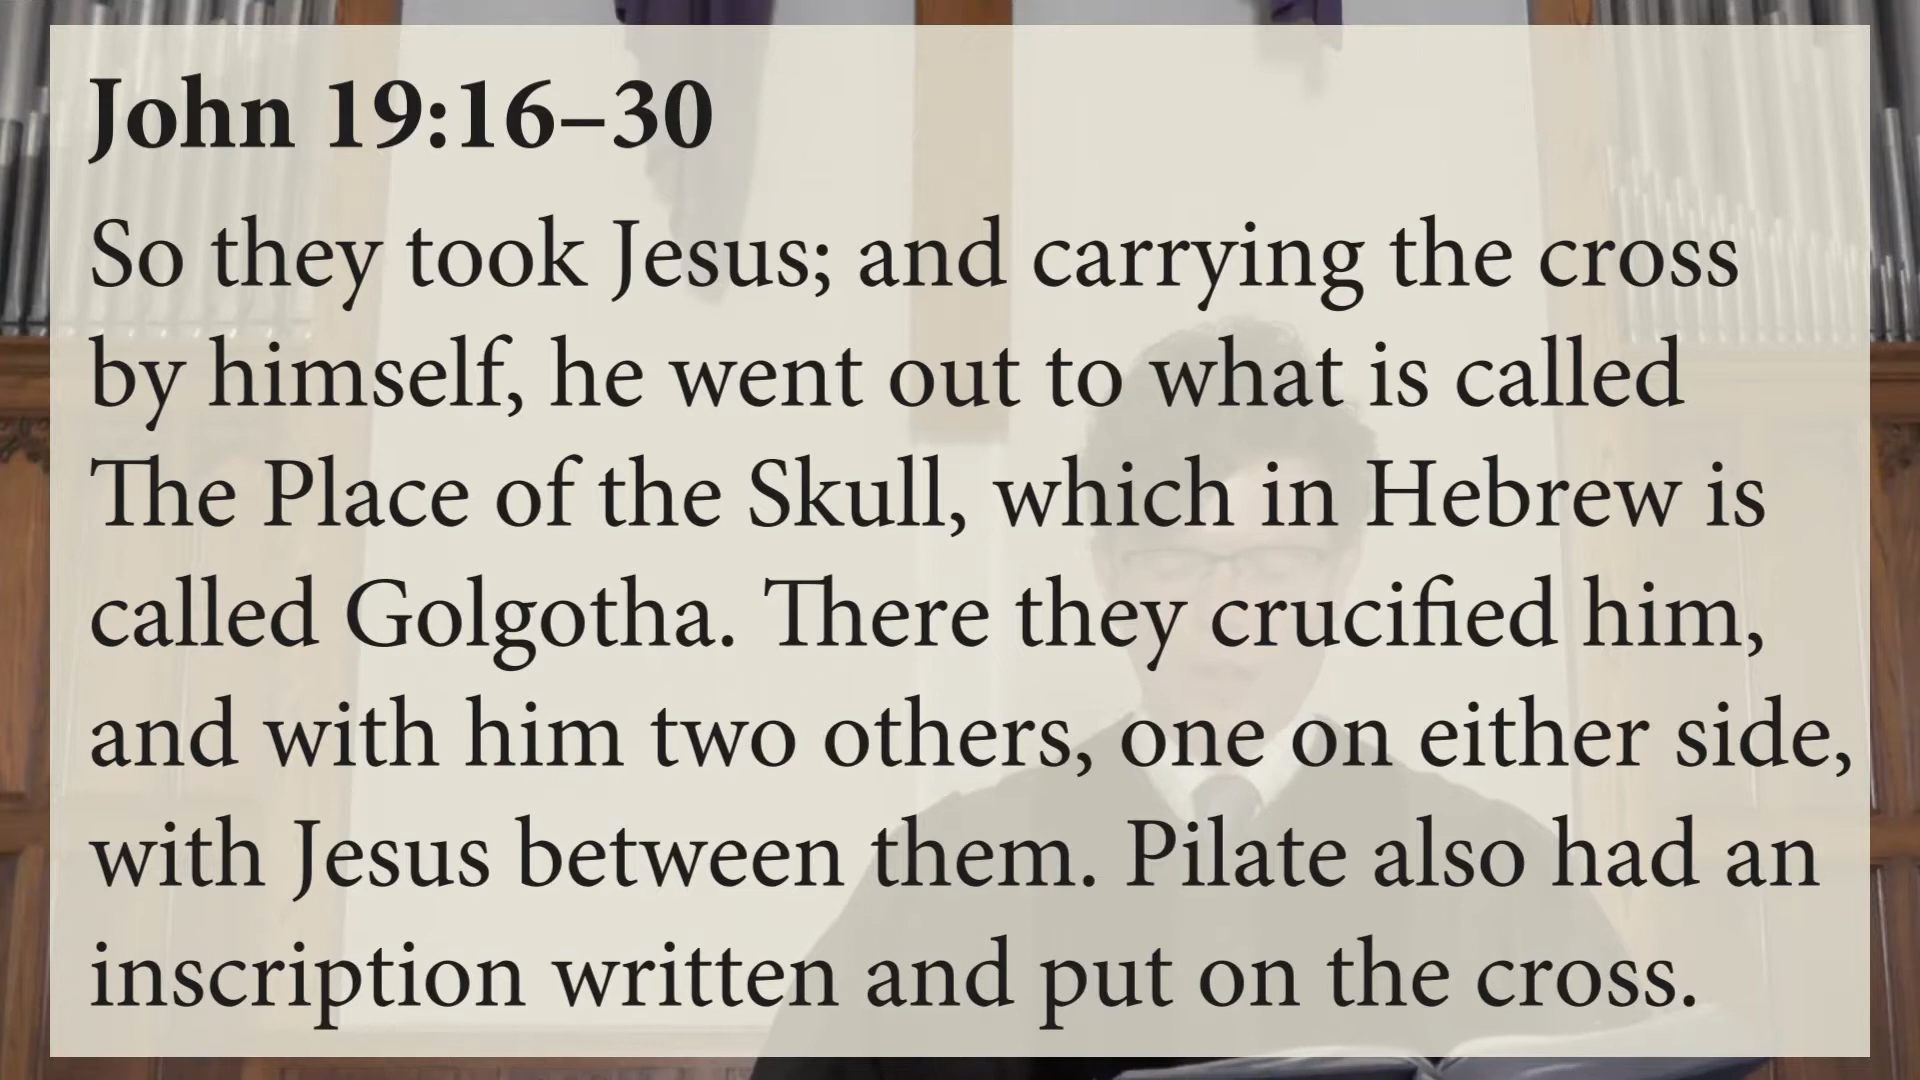 John 19:16–30
So they took Jesus; and carrying the cross
by himself, he went out to what is called
The Place of the Skull, which in Hebrew is
called Golgotha. There they crucified him,
and with him two others, one on either side,
with Jesus between them. Pilate also had an
inscription written and put on the cross.